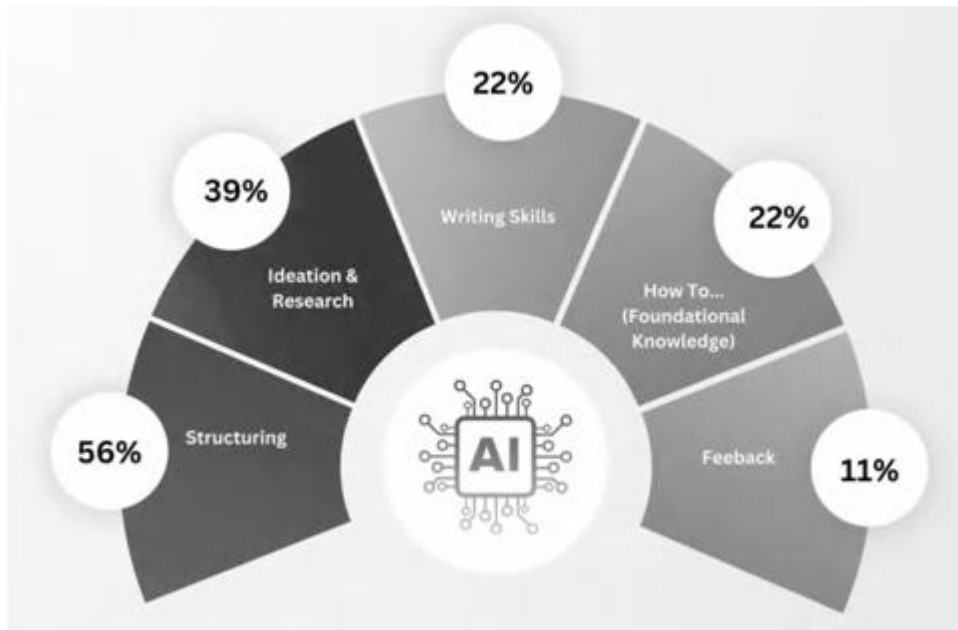 22%
39%
22%
Writing Skills
Ideation &
Research
How To...
(Foundational
Knowledge)
56%
Structuring
AI
Feeback
11%